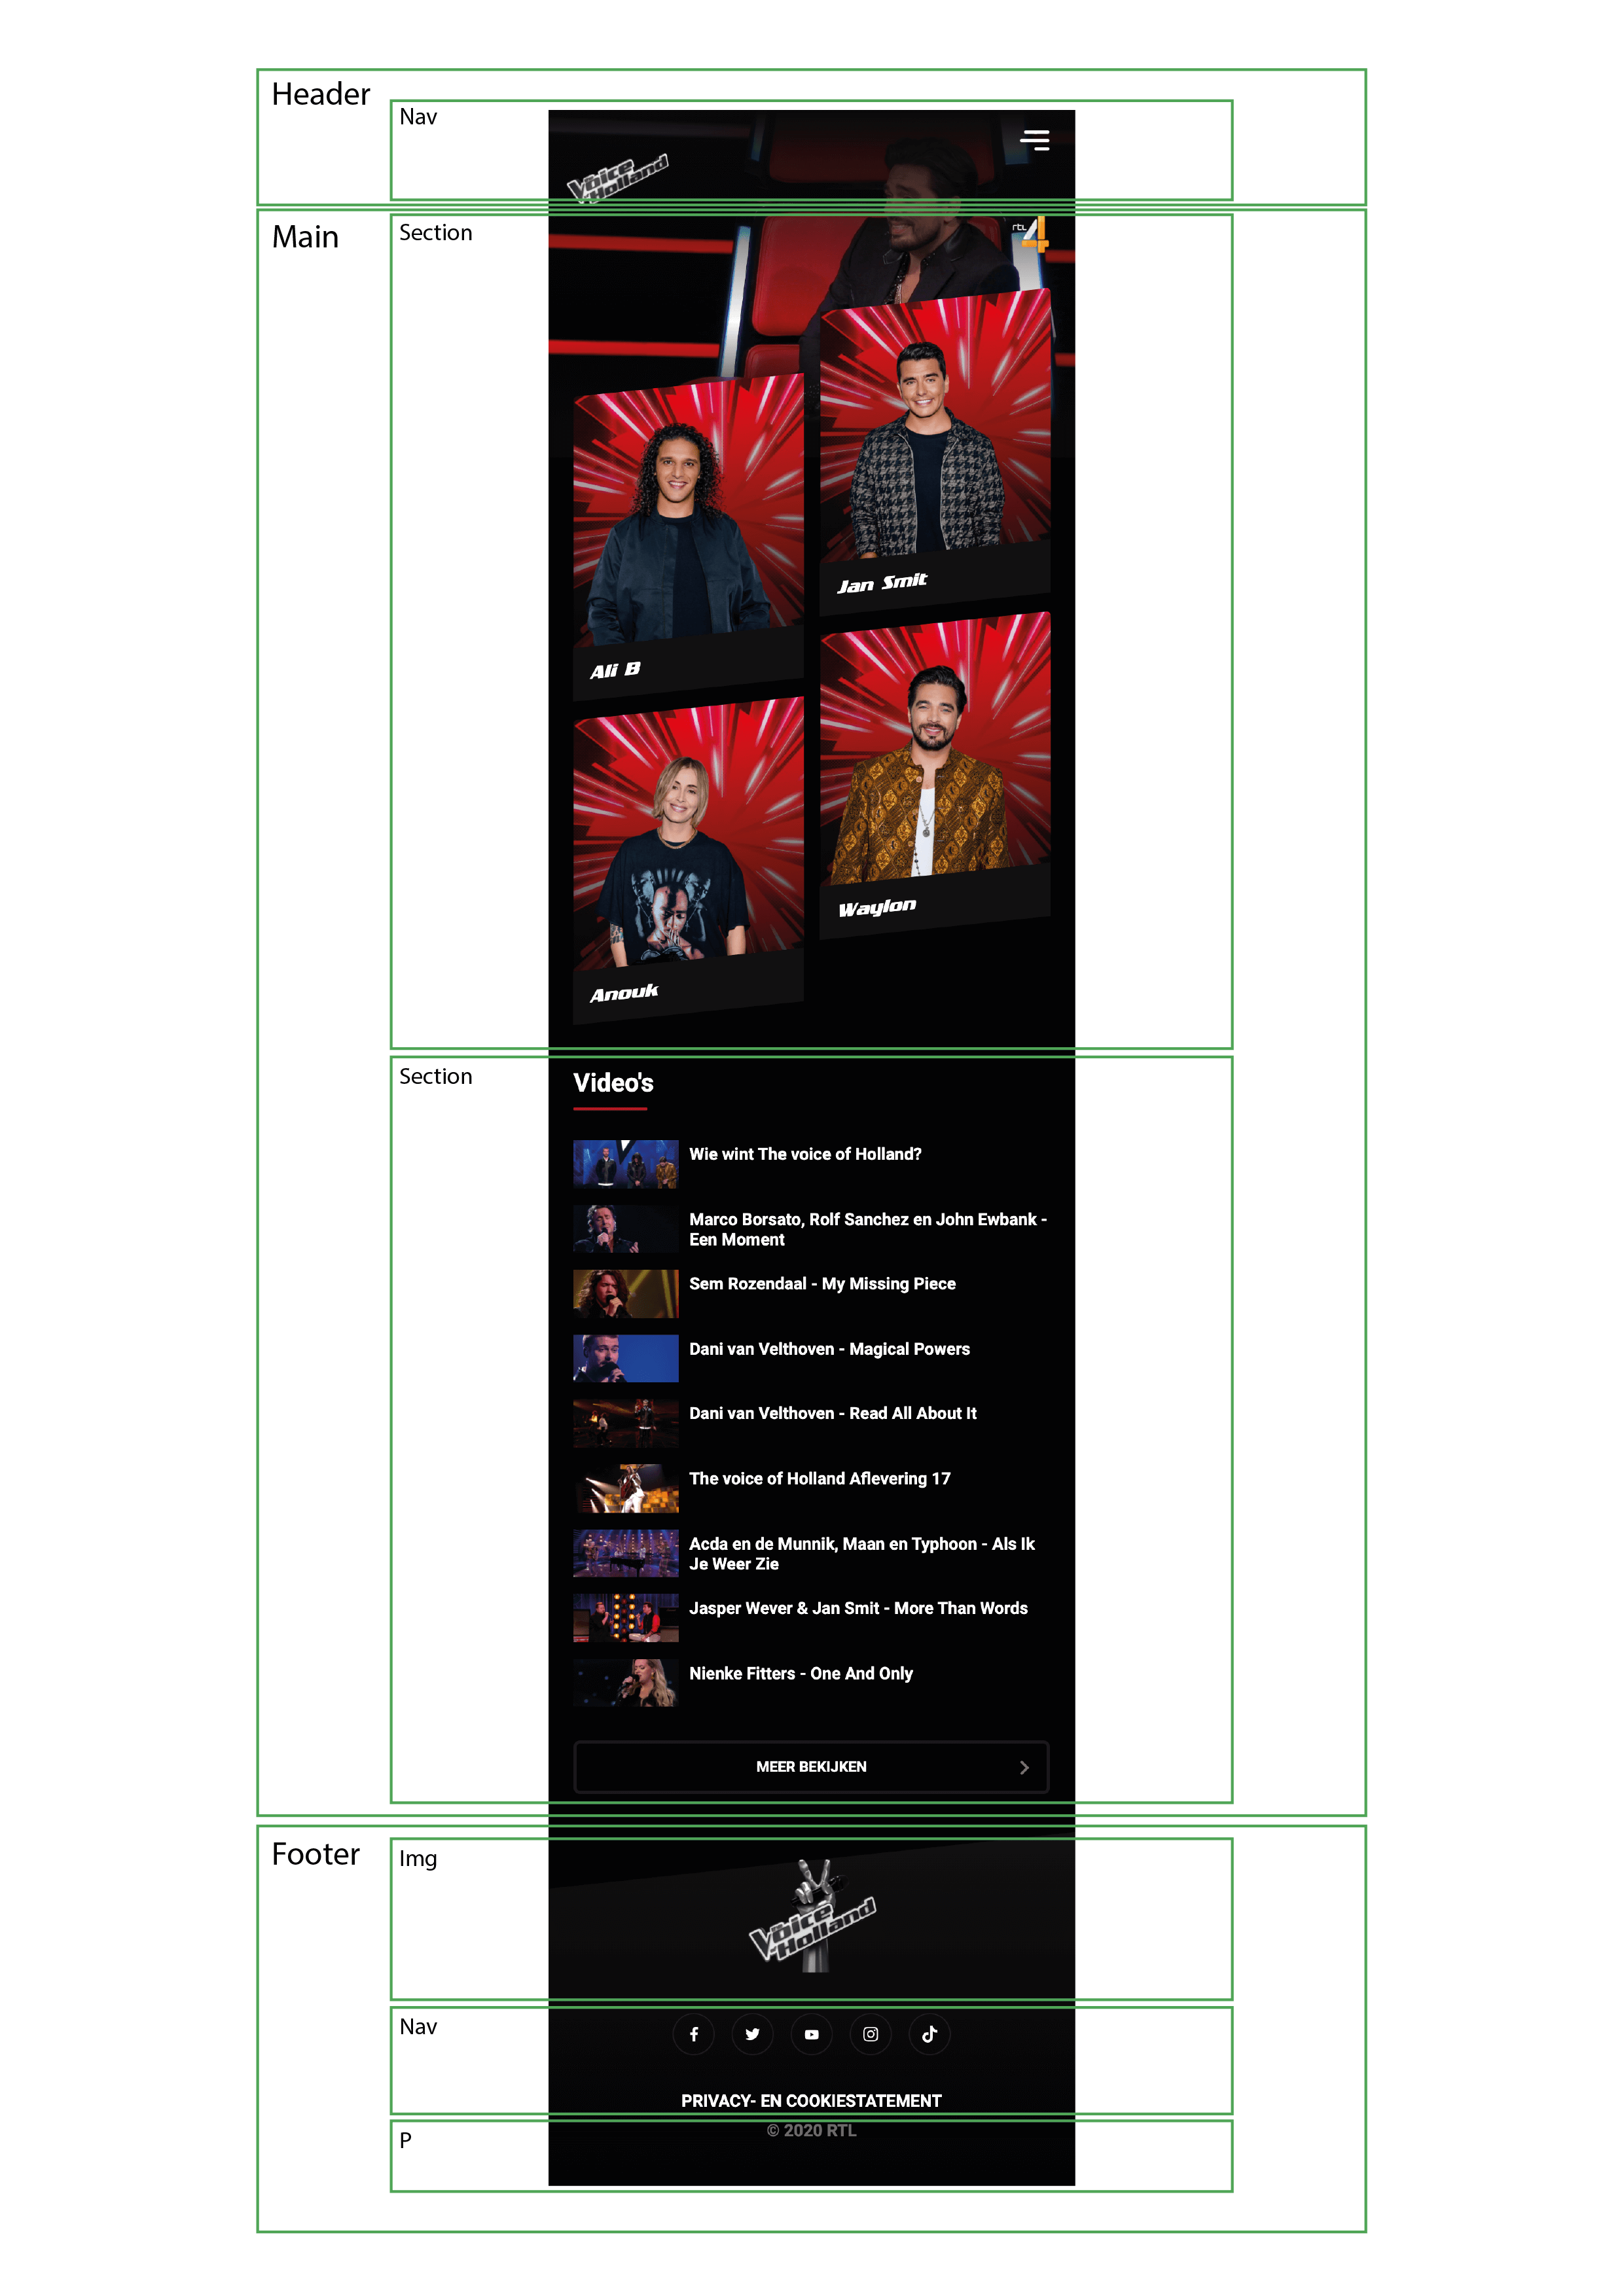 Header
Nav
The Voice of Holland
Main
Section
rtl 4
Jan Smit
Ali B
Waylon
Anouk
Section
Video's
Wie wint The voice of Holland?
Marco Borsato, Rolf Sanchez en John Ewbank -
Een Moment
Sem Rozendaal - My Missing Piece
Dani van Velthoven - Magical Powers
Dani van Velthoven - Read All About It
The voice of Holland Aflevering 17
Acda en de Munnik, Maan en Typhoon - Als Ik
Je Weer Zie
Jasper Wever & Jan Smit - More Than Words
Nienke Fitters - One And Only
MEER BEKIJKEN
Footer
Img
The Voice of Holland
Nav
PRIVACY- EN COOKIESTATEMENT
P
© 2020 RTL